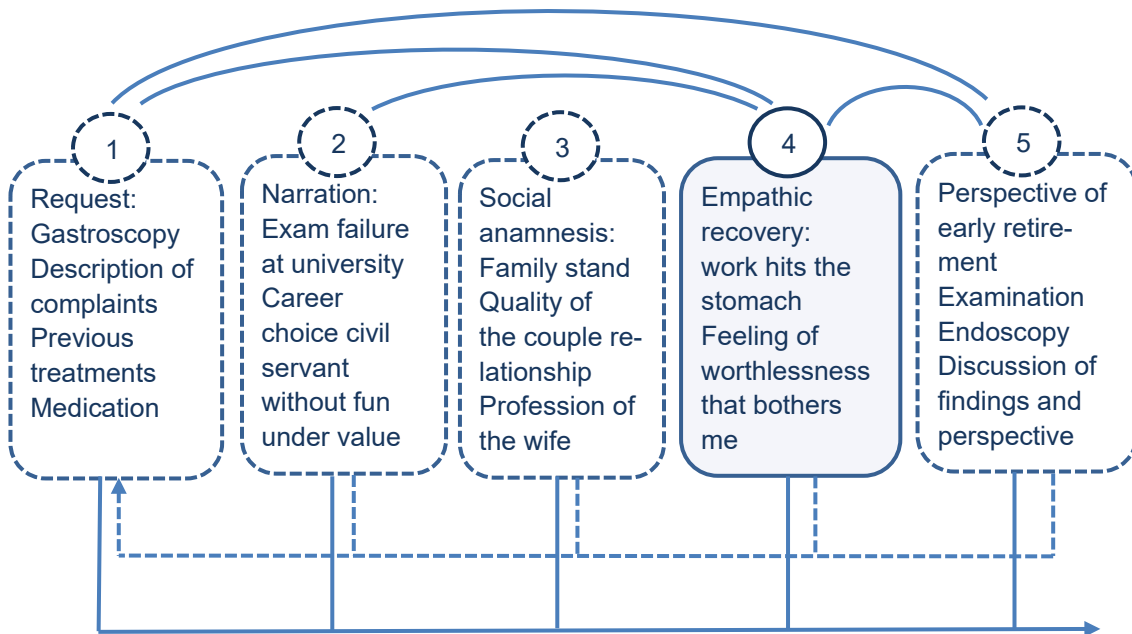 1
Request:
Gastroscopy
Description of
complaints
Previous
treatments
Medication
2
Narration:
Exam failure
at university
Career
choice civil
servant
without fun
under value
3
Social
anamnesis:
Family stand
Quality of
the couple re-
lationship
Profession of
the wife
4
Empathic
recovery:
work hits the
stomach
Feeling of
worthlessness
that bothers
me
5
Perspective of
early retire-
ment
Examination
Endoscopy
Discussion of
findings and
perspective